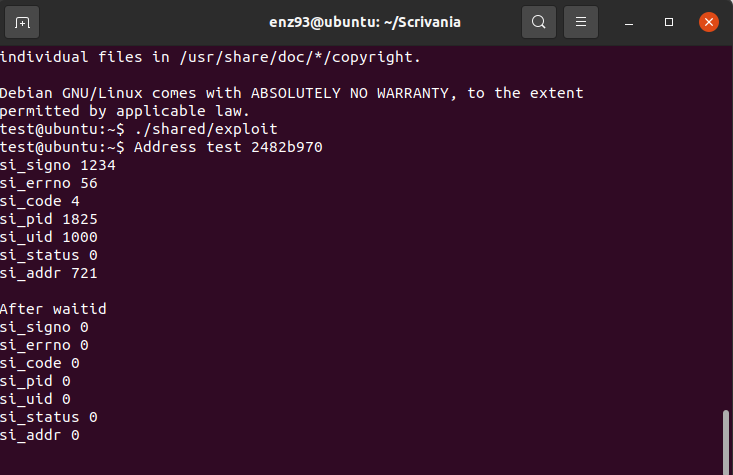 enz93@ubuntu: ~/Scrivania
individual files in /usr/share/doc/*/copyright.
Debian GNU/Linux comes with ABSOLUTELY NO WARRANTY, to the extent
permitted by applicable law.
test@ubuntu:~$ ./shared/exploit
test@ubuntu:~$ Address test 2482b970
si_signo 1234
si_errno 56
si_code 4
si_pid 1825
si_uid 1000
si_status 0
si_addr 721
After waitid
si_signo 0
si_errno 0
si_code 0
si_pid 0
si_uid 0
si_status 0
si_addr 0